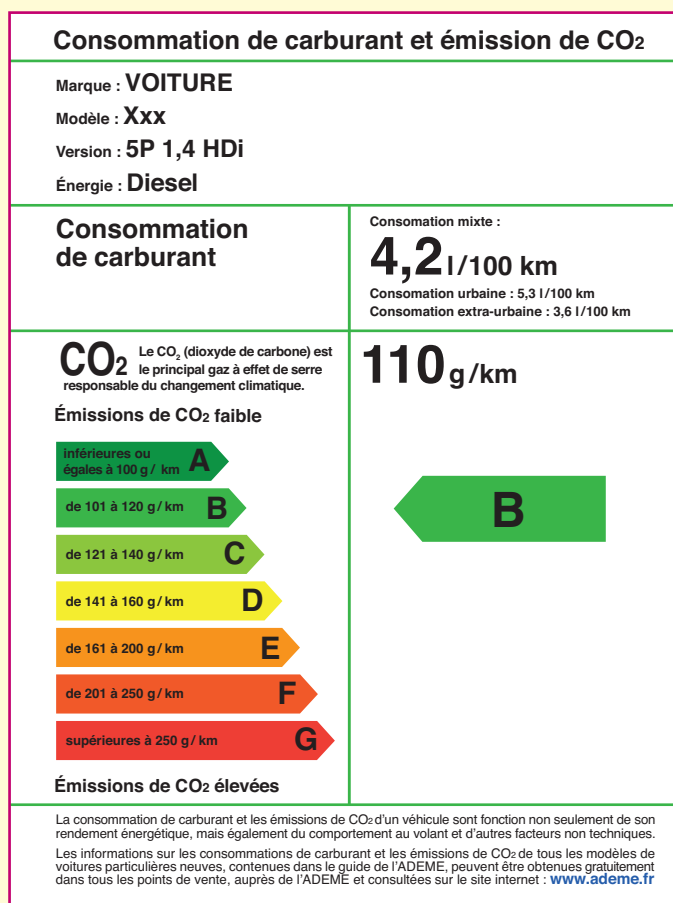 Consommation de carburant et émission de CO2
Marque : VOITURE
Modèle : Xxx
Version : 5P 1,4 HDi
Énergie : Diesel
Consommation
de carburant
Consomation mixte :
4,2 l/100 km
Consomation urbaine : 5,3 l/100 km
Consomation extra-urbaine : 3,6 l/100 km
CO2 Le CO2 (dioxyde de carbone) est
le principal gaz à effet de serre
responsable du changement climatique.
110 g/km
Émissions de CO2 faible
inférieures ou
égales à 100 g / km A
de 101 à 120 g / km B
de 121 à 140 g / km C
de 141 à 160 g / km D
de 161 à 200 g / km E
de 201 à 250 g / km F
supérieures à 250 g / km G
B
Émissions de CO2 élevées
La consommation de carburant et les émissions de CO2 d'un véhicule sont fonction non seulement de son
rendement énergétique, mais également du comportement au volant et d'autres facteurs non techniques.
Les informations sur les consommations de carburant et les émissions de CO2 de tous les modèles de
voitures particulières neuves, contenues dans le guide de l'ADEME, peuvent être obtenues gratuitement
dans tous les points de vente, auprès de l'ADEME et consultées sur le site internet : www.ademe.fr